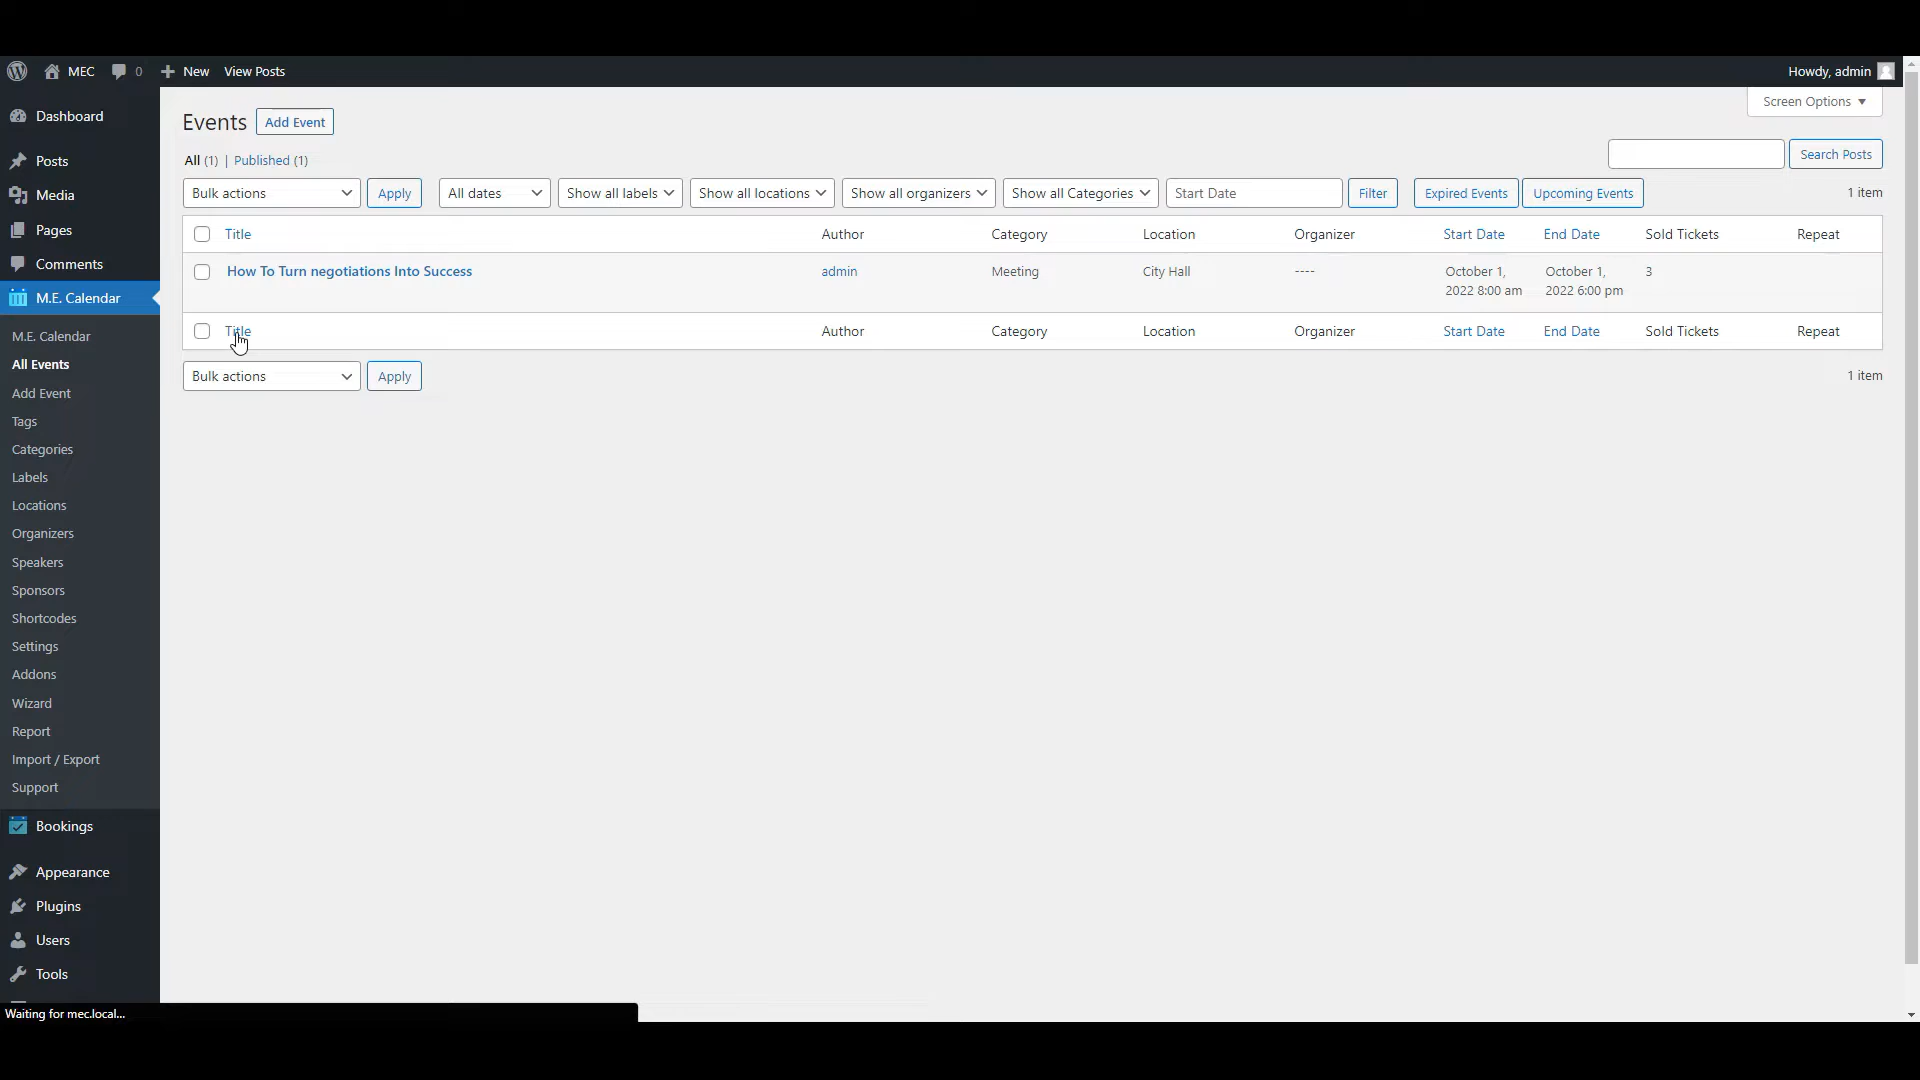 MEC 0 New View Posts Howdy, admin
Screen Options
Dashboard
Posts
Media
Pages
Comments
M.E. Calendar
M.E. Calendar
All Events
Add Event
Tags
Categories
Labels
Locations
Organizers
Speakers
Sponsors
Shortcodes
Settings
Addons
Wizard
Report
Import / Export
Support
Bookings
Appearance
Plugins
Users
Tools
Events Add Event
All (1) | Published (1)
Search Posts
Bulk actions Apply All dates Show all labels Show all locations Show all organizers Show all Categories Start Date Filter Expired Events Upcoming Events 1 item
Title Author Category Location Organizer Start Date End Date Sold Tickets Repeat
How To Turn negotiations Into Success admin Meeting City Hall ---- October 1, October 1, 3
2022 8:00 am 2022 6:00 pm
Title Author Category Location Organizer Start Date End Date Sold Tickets Repeat
Bulk actions Apply 1 item
Waiting for mec.local...